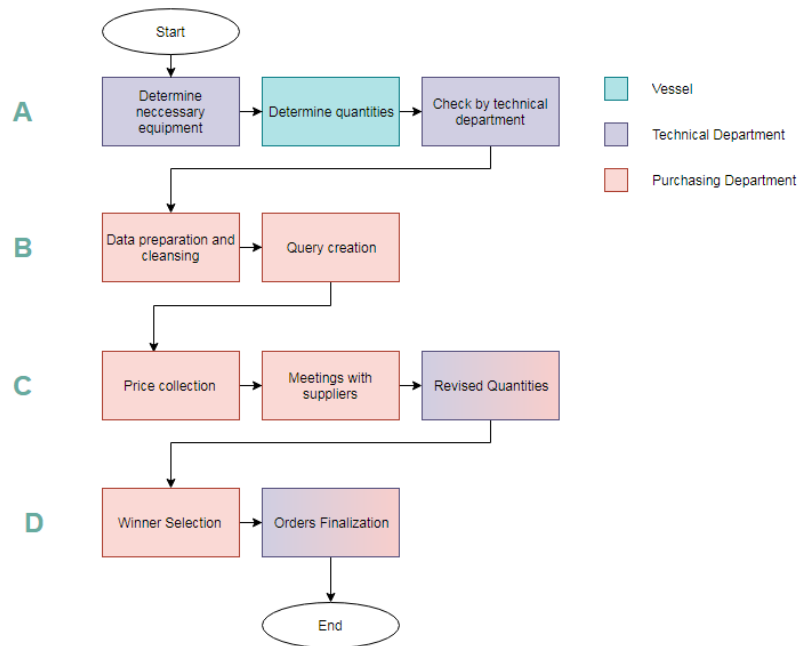 Start
A
Determine
neccessary
equipment
Determine quantities
Check by technical
department
Vessel
Technical Department
Purchasing Department
B
Data preparation and
cleansing
Query creation
C
Price collection
Meetings with
suppliers
Revised Quantities
D
Winner Selection
Orders Finalization
End